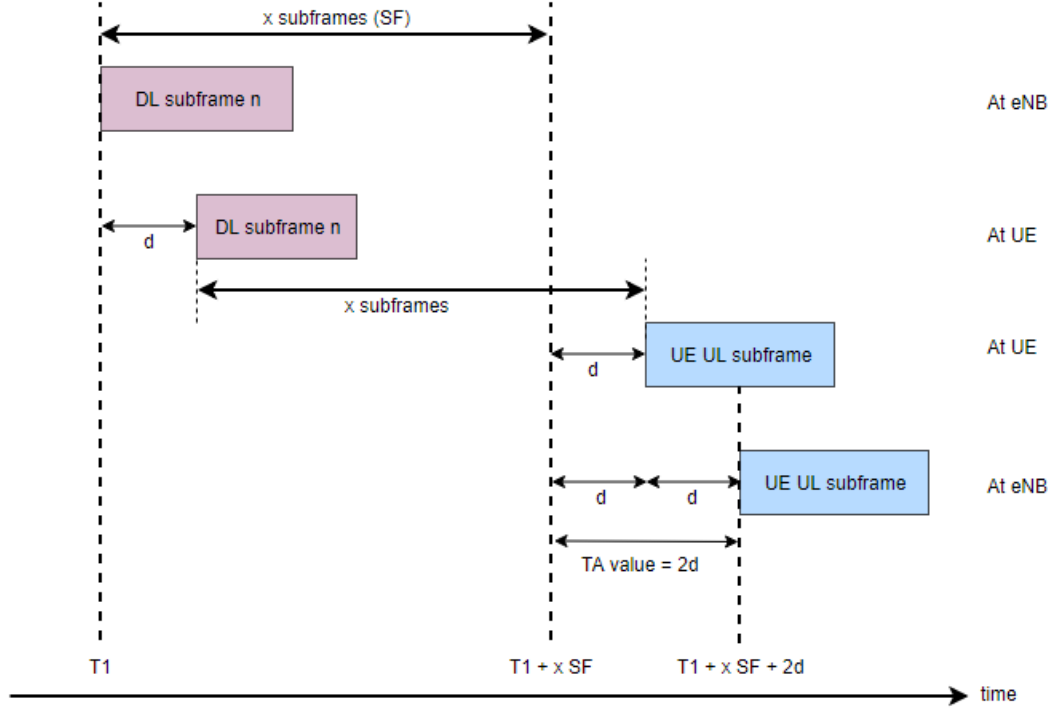 x subframes (SF)
DL subframe n
At eNB
DL subframe n
At UE
d
x subframes
At UE
UE UL subframe
d
UE UL subframe
At eNB
d
d
TA value = 2d
T1
T1 + x SF
T1 + x SF + 2d
time